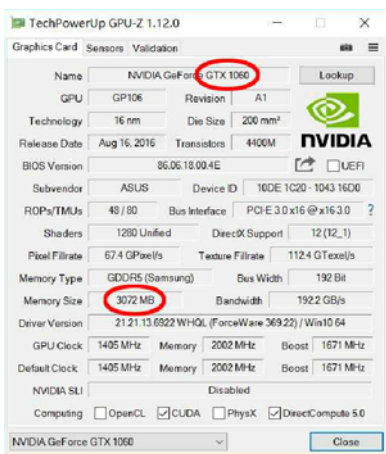 TechPowerUp GPU-Z 1.12.0
Graphics Card Sensors Validation
Name NVIDIA GeForce GTX 1060 Lookup
GPU GP106 Revision A1
Technology 16 nm Die Size 200 mm²
Release Date Aug 16, 2016 Transistors 4400M
NVIDIA
BIOS Version 86.06.18.00.4E UEFI
Subvendor ASUS Device ID 10DE 1C20 - 1043 16D0
ROPs/TMUs 48 / 80 Bus Interface PCI-E 3.0 x16 @ x16 3.0 ?
Shaders 1280 Unified DirectX Support 12 (12_1)
Pixel Fillrate 67.4 GPixel/s Texture Fillrate 112.4 GTexel/s
Memory Type GDDR5 (Samsung) Bus Width 192 Bit
Memory Size 3072 MB Bandwidth 192.2 GB/s
Driver Version 21.21.13.6922 WHQL (ForceWare 369.22) / Win10 64
GPU Clock 1405 MHz Memory 2002 MHz Boost 1671 MHz
Default Clock 1405 MHz Memory 2002 MHz Boost 1671 MHz
NVIDIA SLI Disabled
Computing OpenCL CUDA PhysX DirectCompute 5.0
NVIDIA GeForce GTX 1060 Close